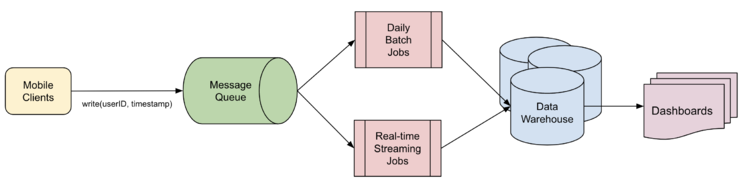 Mobile
Clients
write(userID, timestamp)
Message
Queue
Daily
Batch
Jobs
Real-time
Streaming
Jobs
Data
Warehouse
Dashboards